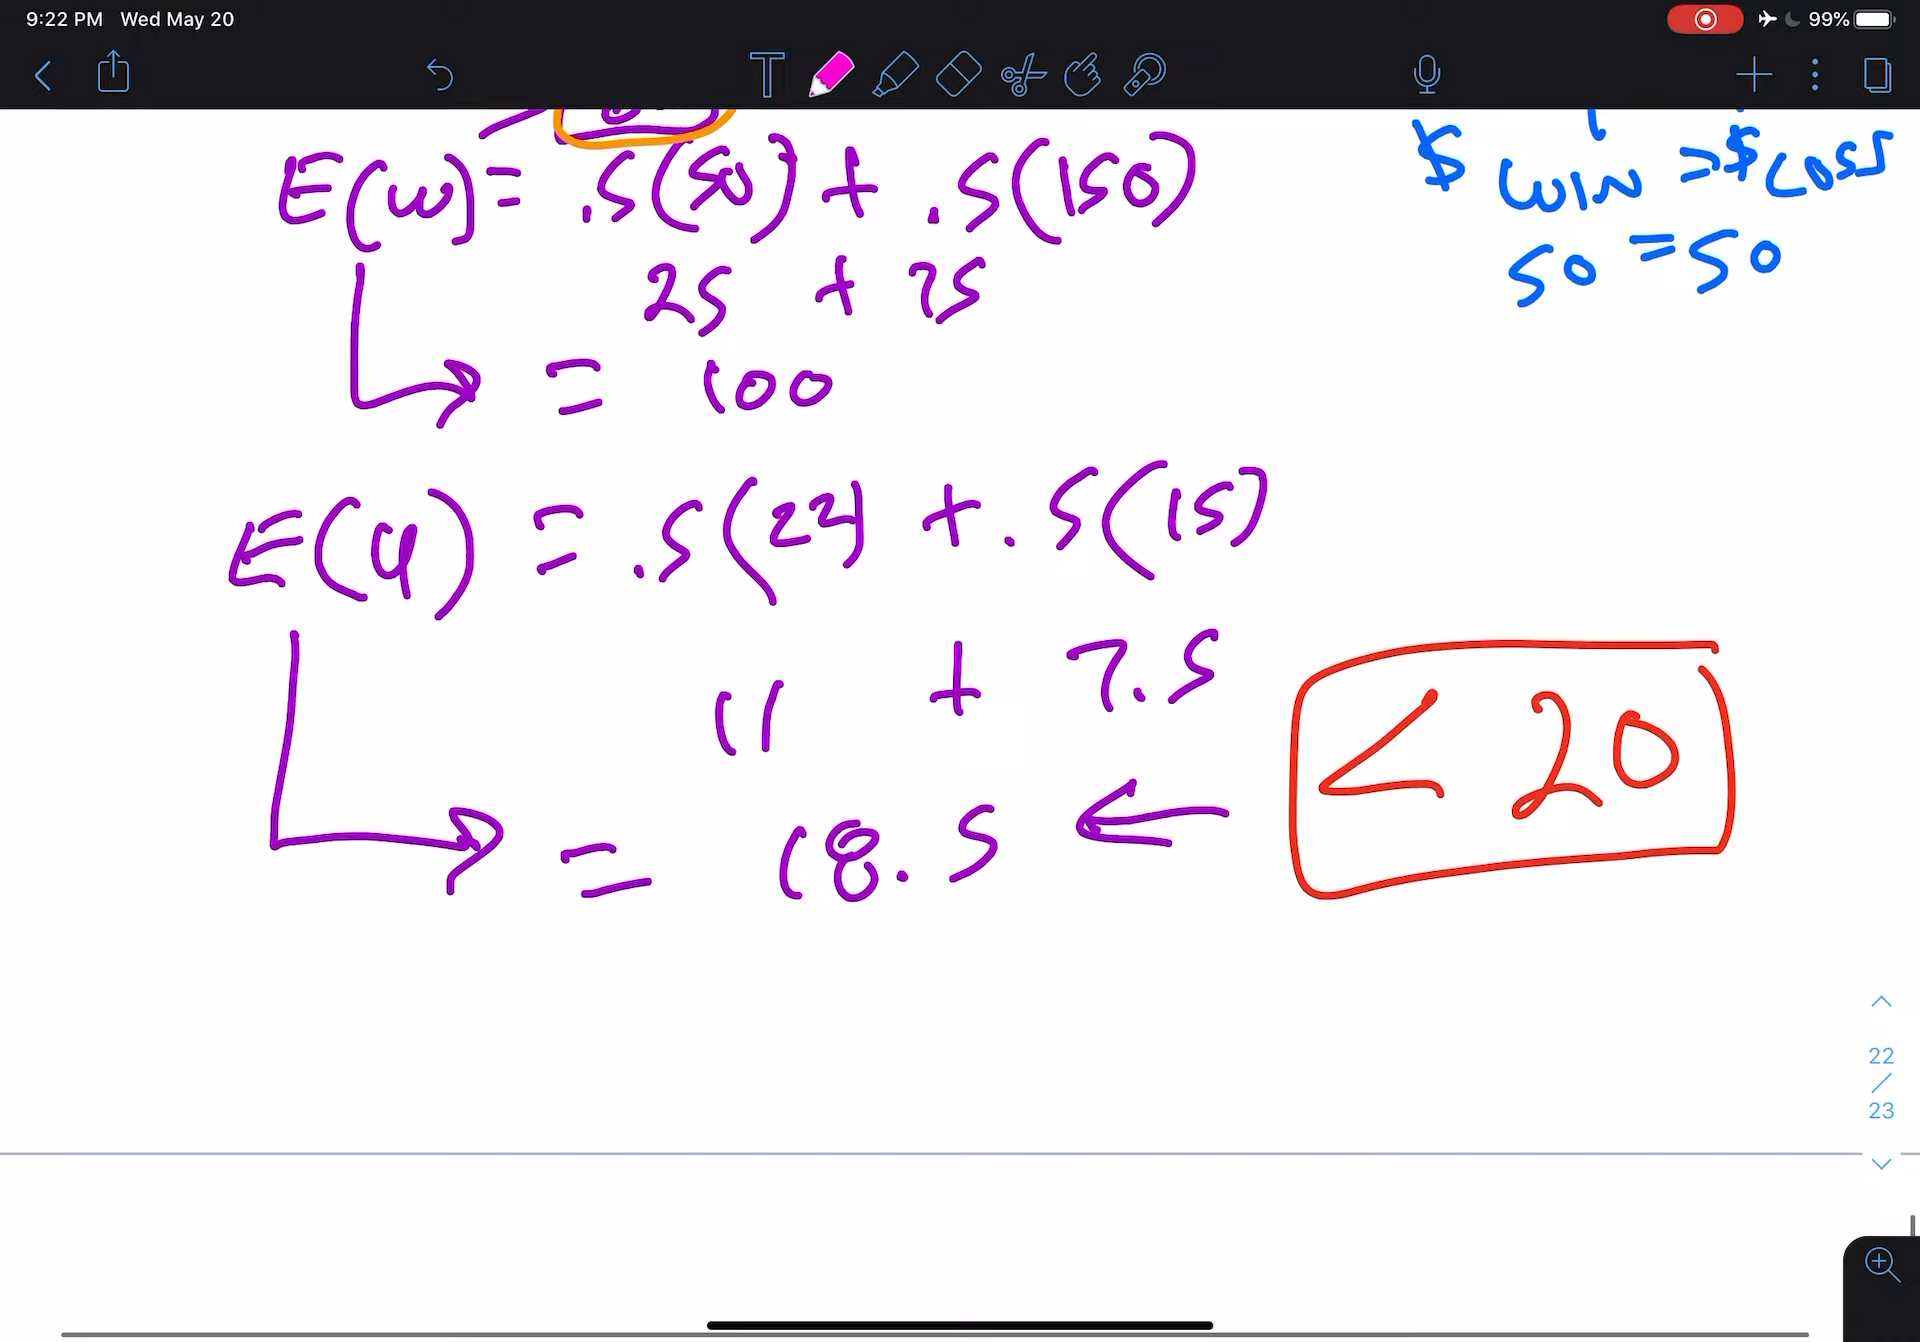 9:22 PM Wed May 20
99%
T
E(w) = .5(50) + .5(150)
25 + 75
= 100
$ WIN = $ LOSS
50 = 50
E(u) = .5(22) + .5(15)
11 + 7.5
= 18.5
< 20
22
/
23